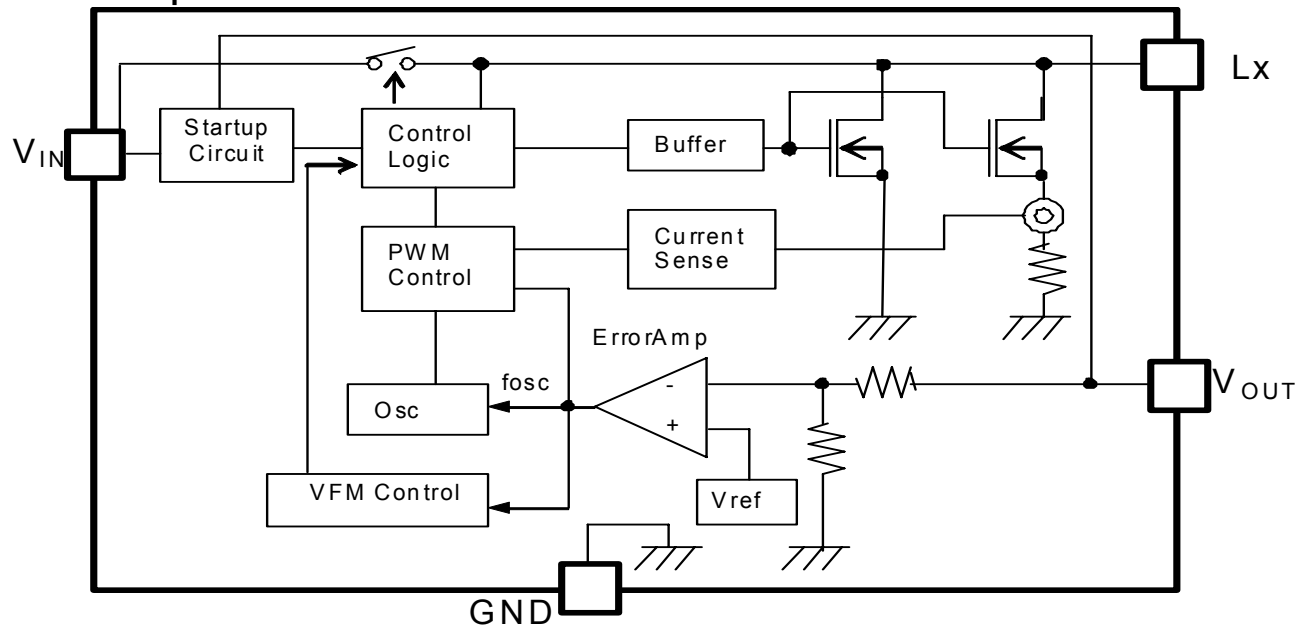 Lx
Startup
Circuit
Control
Logic
Buffer
VIN
PWM
Control
Current
Sense
ErrorAmp
fosc
-
+
Osc
VOUT
VFM Control
Vref
GND